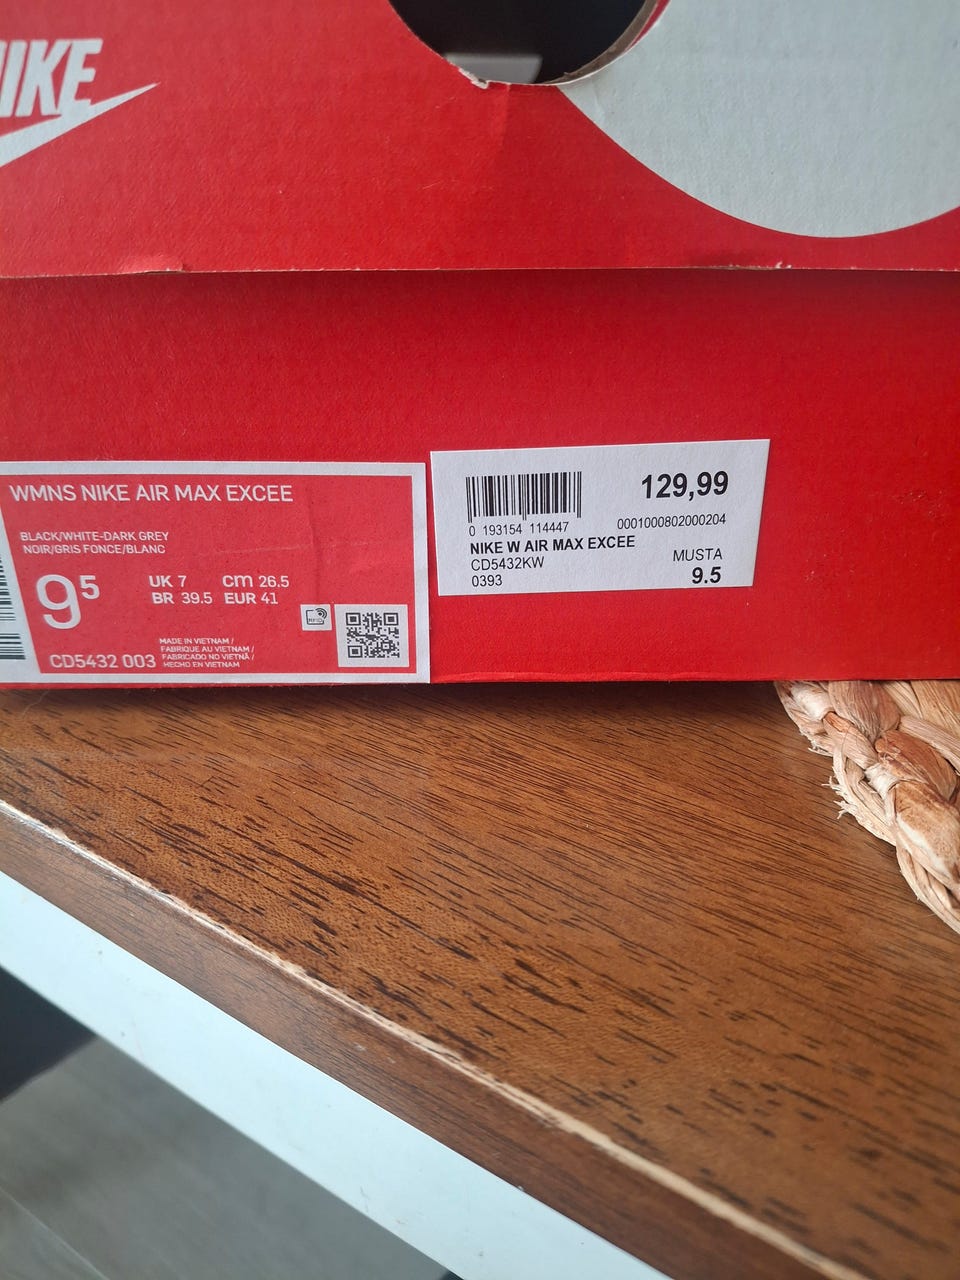 NIKE
WMNS NIKE AIR MAX EXCEE
BLACK/WHITE-DARK GREY
NOIR/GRIS FONCE/BLANC
9⁵
UK 7 CM 26.5
BR 39.5 EUR 41
RFID
MADE IN VIETNAM /
FABRIQUE AU VIETNAM /
FABRICADO NO VIETNÃ /
HECHO EN VIETNAM
CD5432 003
129,99
0 193154 114447
0001000802000204
NIKE W AIR MAX EXCEE
CD5432KW
MUSTA
0393
9.5